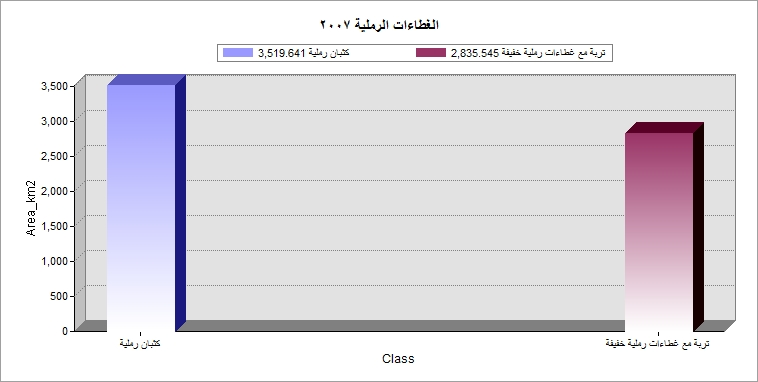 الغطاءات الرملية ٢٠٠٧
كثبان رملية 3,519.641
تربة مع غطاءات رملية خفيفة 2,835.545
Area_km2
3,500
3,000
2,500
2,000
1,500
1,000
500
0
كثبان رملية
تربة مع غطاءات رملية خفيفة
Class